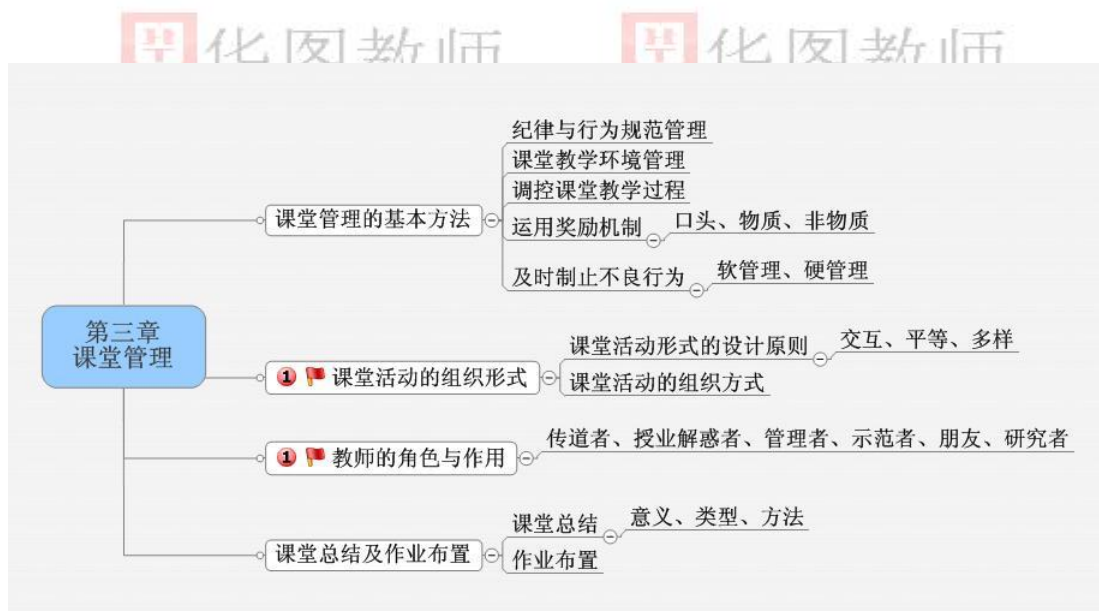 化图教师
化图教师
第三章
课堂管理
课堂管理的基本方法
纪律与行为规范管理
课堂教学环境管理
调控课堂教学过程
运用奖励机制
口头、物质、非物质
及时制止不良行为
软管理、硬管理
1 课堂活动的组织形式
课堂活动形式的设计原则
交互、平等、多样
课堂活动的组织方式
1 教师的角色与作用
传道者、授业解惑者、管理者、示范者、朋友、研究者
课堂总结及作业布置
课堂总结
意义、类型、方法
作业布置